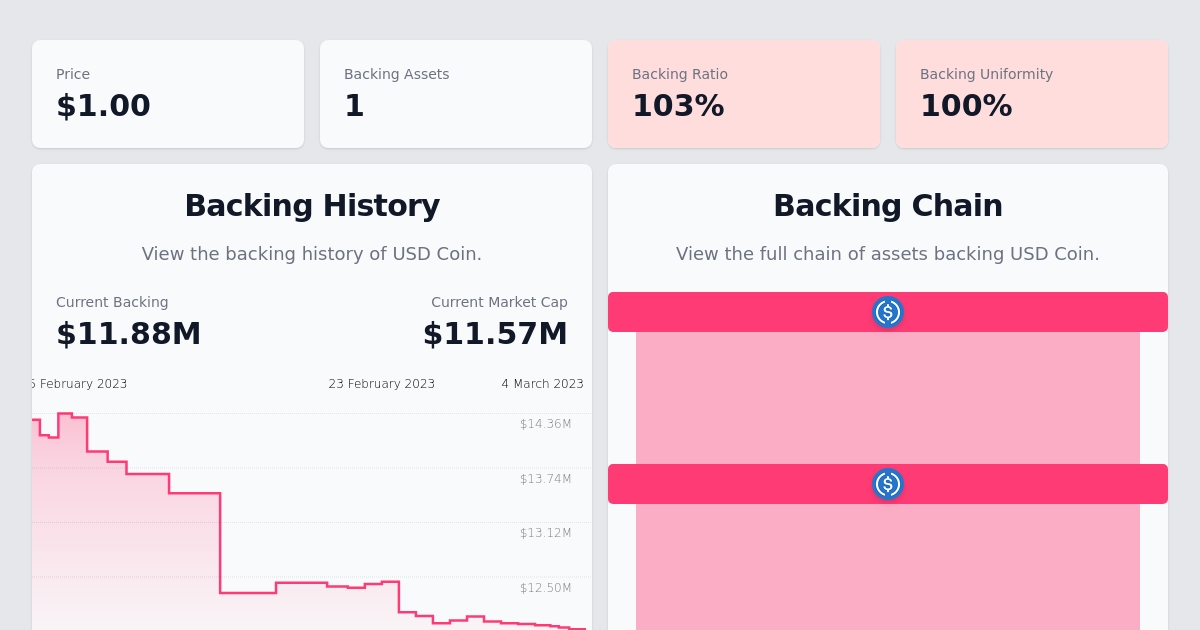 Price
$1.00
Backing Assets
1
Backing Ratio
103%
Backing Uniformity
100%
Backing History
View the backing history of USD Coin.
Current Backing
$11.88M
Current Market Cap
$11.57M
February 2023
23 February 2023
4 March 2023
$14.36M
$13.74M
$13.12M
$12.50M
Backing Chain
View the full chain of assets backing USD Coin.
$
$